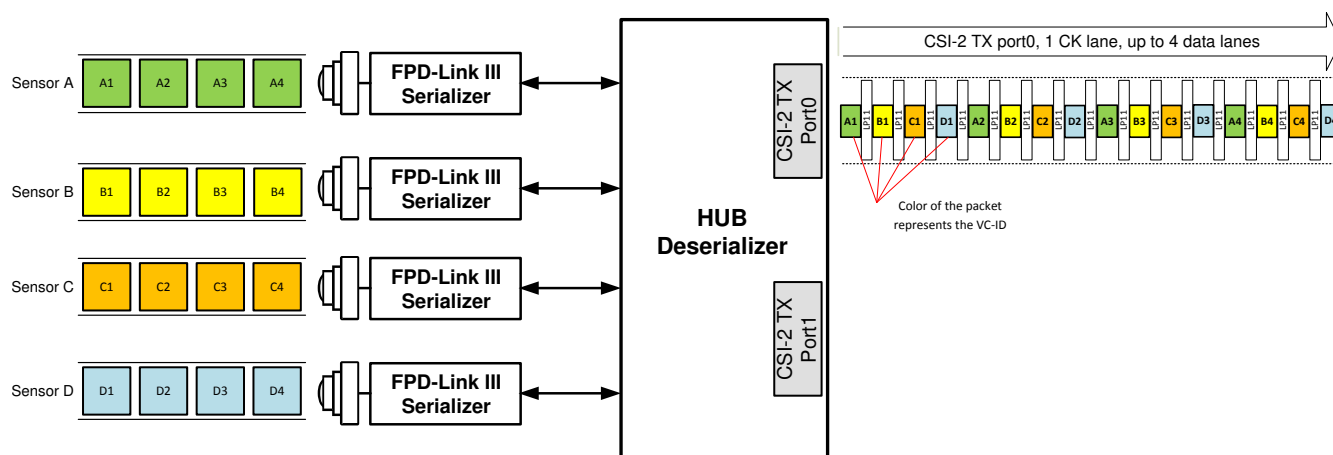 CSI-2 TX port0, 1 CK lane, up to 4 data lanes
Sensor A
A1 A2 A3 A4
FPD-Link III
Serializer
CSI-2 TX
Port0
A1 LP11 B1 LP11 C1 LP11 D1 LP11 A2 LP11 B2 LP11 C2 LP11 D2 LP11 A3 LP11 B3 LP11 C3 LP11 D3 LP11 A4 LP11 B4 LP11 C4 LP11 D4
Color of the packet
represents the VC-ID
Sensor B
B1 B2 B3 B4
FPD-Link III
Serializer
HUB
Deserializer
Sensor C
C1 C2 C3 C4
FPD-Link III
Serializer
CSI-2 TX
Port1
Sensor D
D1 D2 D3 D4
FPD-Link III
Serializer